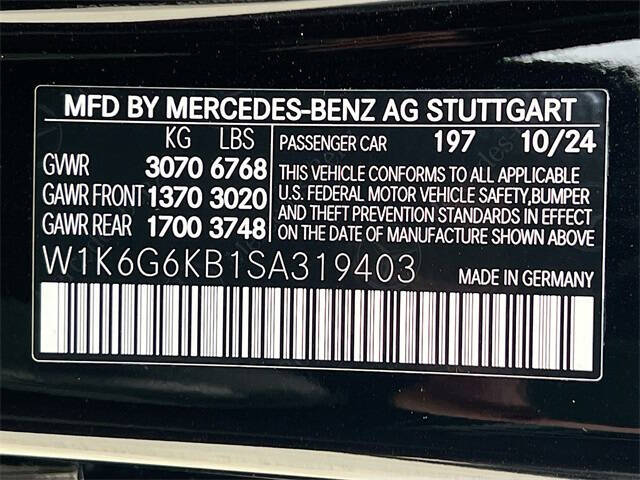 MFD BY MERCEDES-BENZ AG STUTTGART
KG LBS
GVWR 3070 6768
GAWR FRONT 1370 3020
GAWR REAR 1700 3748
PASSENGER CAR 197 10/24
THIS VEHICLE CONFORMS TO ALL APPLICABLE
U.S. FEDERAL MOTOR VEHICLE SAFETY,BUMPER
AND THEFT PREVENTION STANDARDS IN EFFECT
ON THE DATE OF MANUFACTURE SHOWN ABOVE
W1K6G6KB1SA319403 MADE IN GERMANY